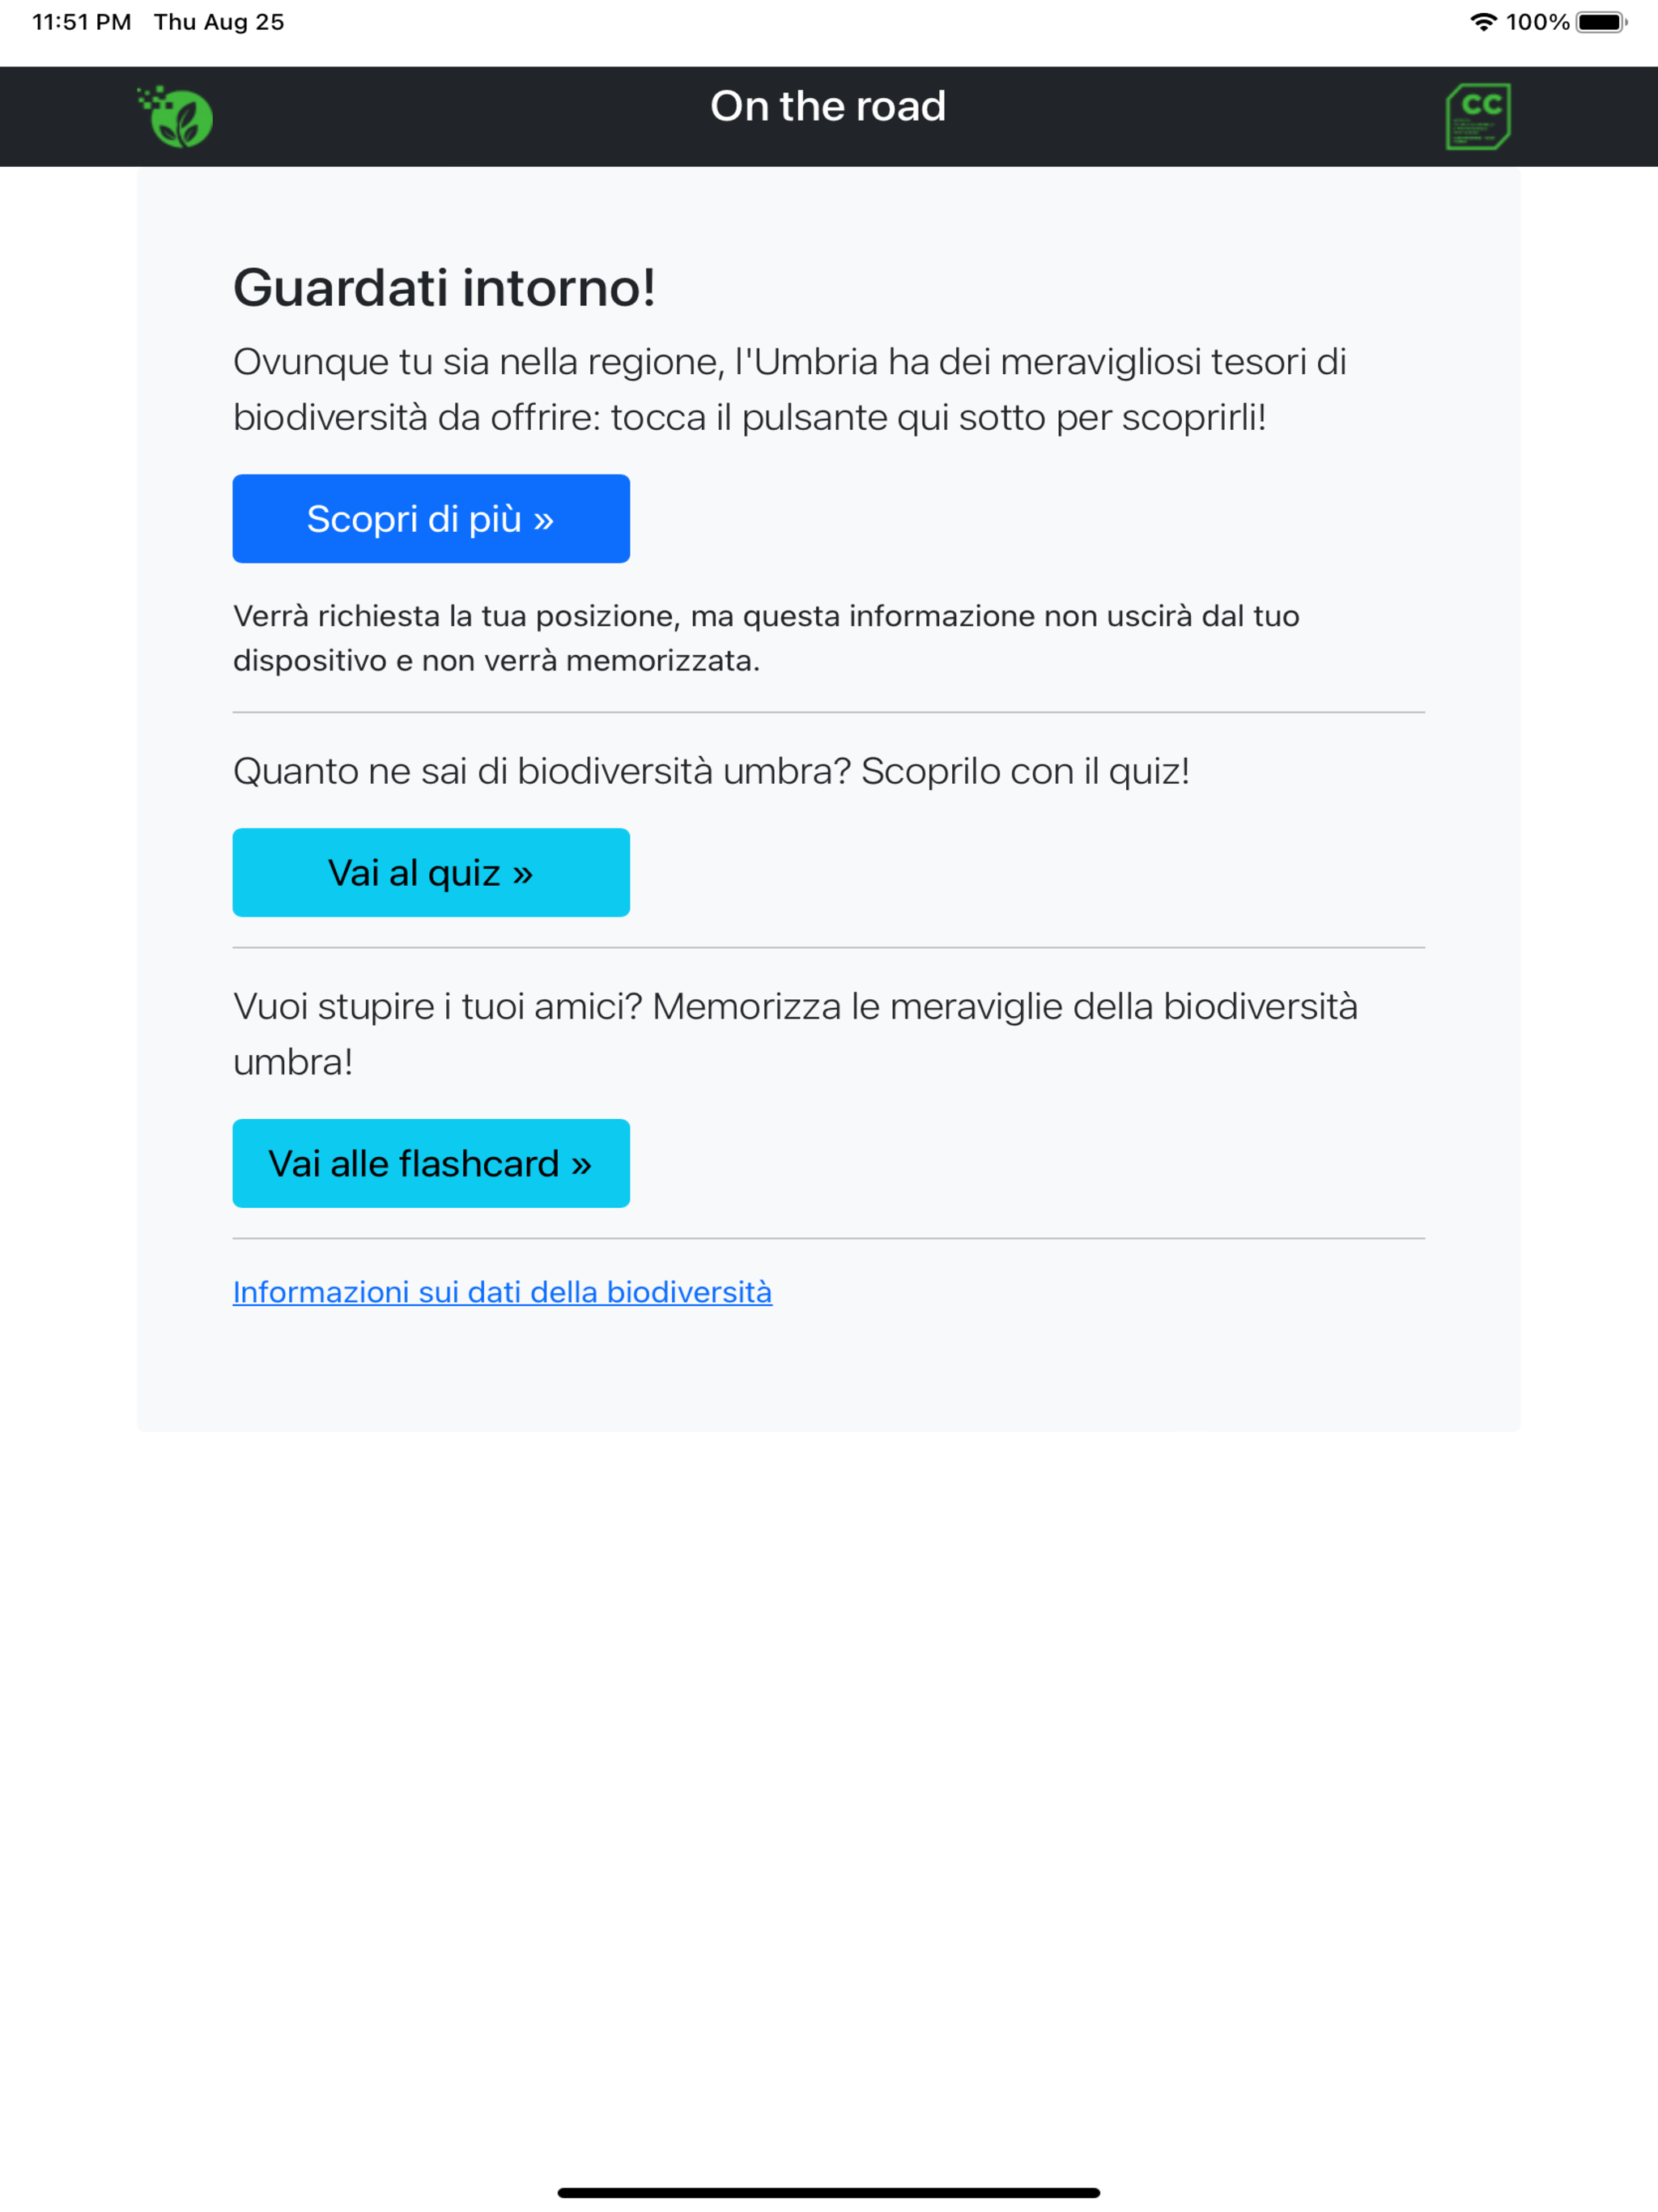 11:51 PM Thu Aug 25
100%
On the road
CC
Guardati intorno!
Ovunque tu sia nella regione, l'Umbria ha dei meravigliosi tesori di
biodiversità da offrire: tocca il pulsante qui sotto per scoprirli!
Scopri di più »
Verrà richiesta la tua posizione, ma questa informazione non uscirà dal tuo
dispositivo e non verrà memorizzata.
Quanto ne sai di biodiversità umbra? Scoprilo con il quiz!
Vai al quiz »
Vuoi stupire i tuoi amici? Memorizza le meraviglie della biodiversità
umbra!
Vai alle flashcard »
Informazioni sui dati della biodiversità